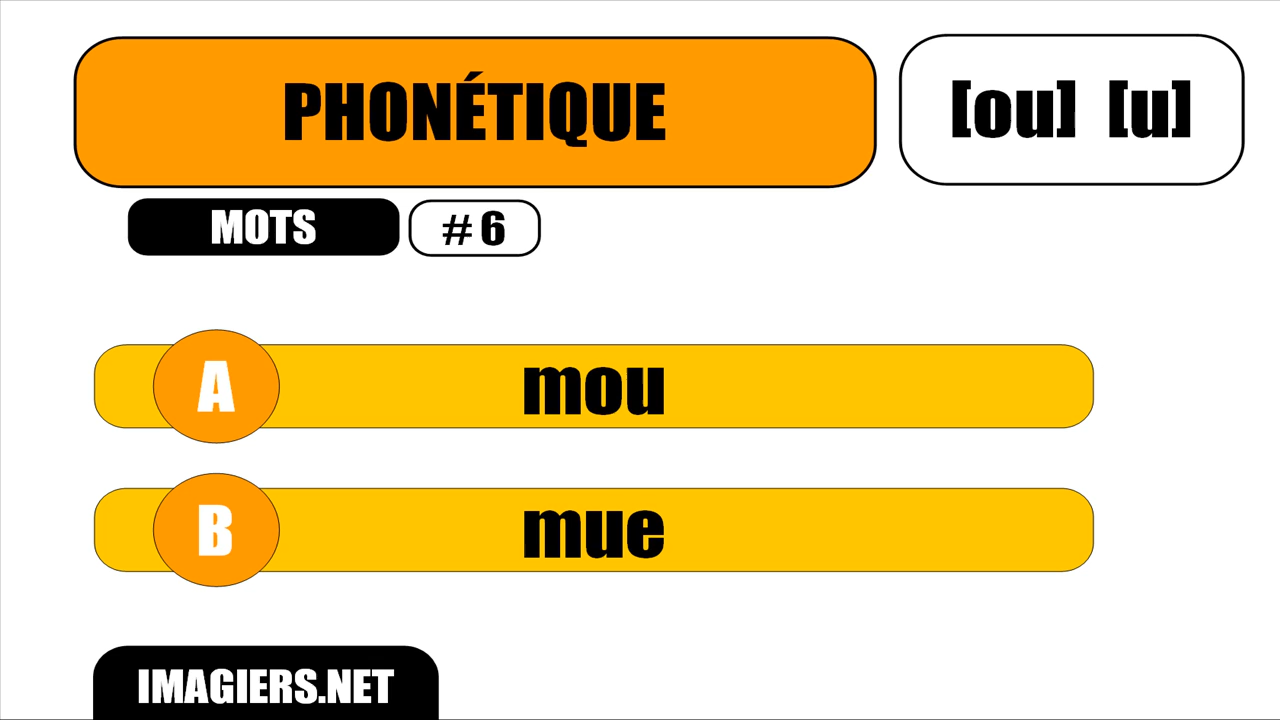 PHONÉTIQUE
[ou] [u]
MOTS
# 6
A mou
B mue
IMAGIERS.NET